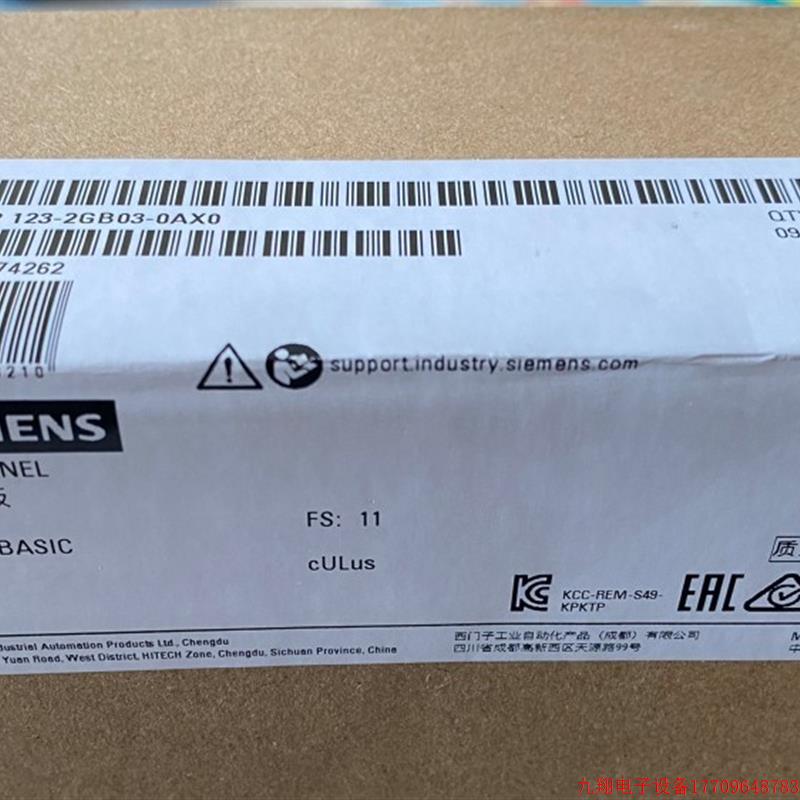 123-2GB03-0AX0
QT
09
74262
210
support.industry.siemens.com
IENS
NEL
板
BASIC
FS: 11
cULus
质
KCC-REM-S49-
KPKTP
EAC
ustrial Automation Products Ltd., Chengdu
Yuan Road, West District, HITECH Zone, Chengdu, Sichuan Province, China
西门子工业自动化产品（成都）有限公司
四川省成都高新西区天源路99号
M
中
九翔电子设备17709648783